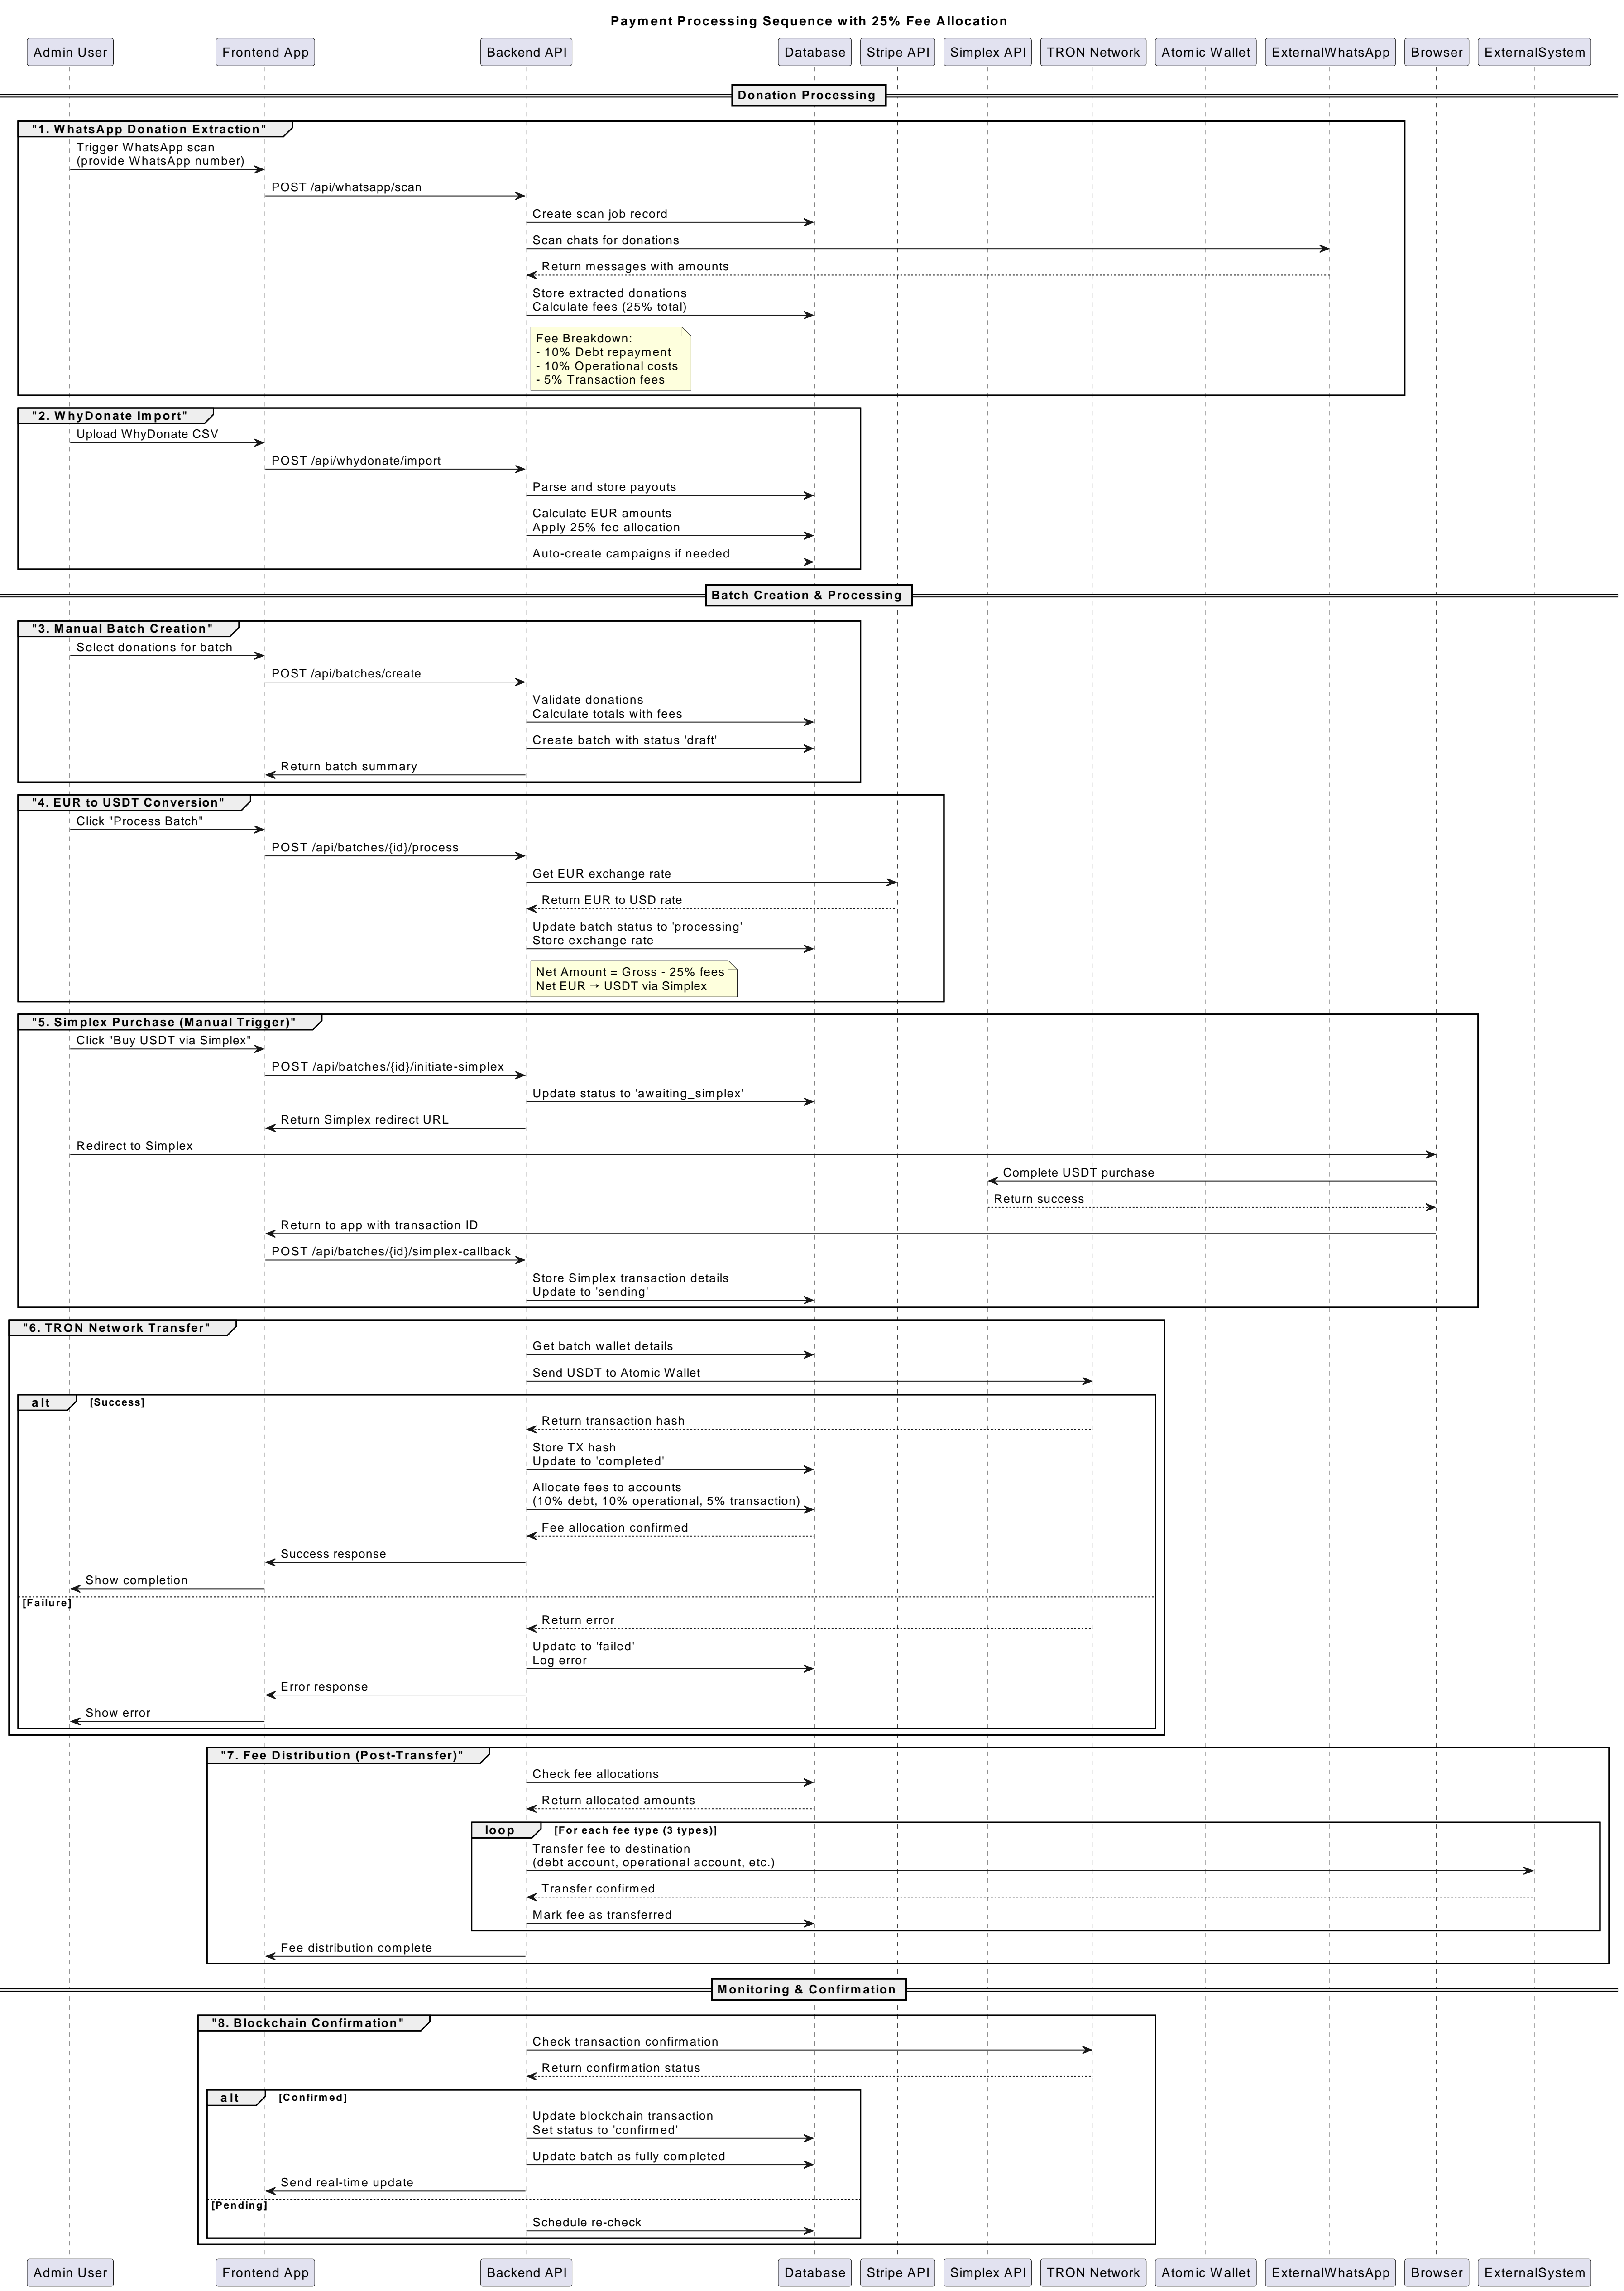 Payment Processing Sequence with 25% Fee Allocation
Admin User
Frontend App
Backend API
Database
Stripe API
Simplex API
TRON Network
Atomic Wallet
ExternalWhatsApp
Browser
ExternalSystem
Donation Processing
"1. WhatsApp Donation Extraction"
Trigger WhatsApp scan
(provide WhatsApp number)
POST /api/whatsapp/scan
Create scan job record
Scan chats for donations
Return messages with amounts
Store extracted donations
Calculate fees (25% total)
Fee Breakdown:
- 10% Debt repayment
- 10% Operational costs
- 5% Transaction fees
"2. WhyDonate Import"
Upload WhyDonate CSV
POST /api/whydonate/import
Parse and store payouts
Calculate EUR amounts
Apply 25% fee allocation
Auto-create campaigns if needed
Batch Creation & Processing
"3. Manual Batch Creation"
Select donations for batch
POST /api/batches/create
Validate donations
Calculate totals with fees
Create batch with status 'draft'
Return batch summary
"4. EUR to USDT Conversion"
Click "Process Batch"
POST /api/batches/{id}/process
Get EUR exchange rate
Return EUR to USD rate
Update batch status to 'processing'
Store exchange rate
Net Amount = Gross - 25% fees
Net EUR → USDT via Simplex
"5. Simplex Purchase (Manual Trigger)"
Click "Buy USDT via Simplex"
POST /api/batches/{id}/initiate-simplex
Update status to 'awaiting_simplex'
Return Simplex redirect URL
Redirect to Simplex
Complete USDT purchase
Return success
Return to app with transaction ID
POST /api/batches/{id}/simplex-callback
Store Simplex transaction details
Update to 'sending'
"6. TRON Network Transfer"
Get batch wallet details
Send USDT to Atomic Wallet
alt [Success]
Return transaction hash
Store TX hash
Update to 'completed'
Allocate fees to accounts
(10% debt, 10% operational, 5% transaction)
Fee allocation confirmed
Success response
Show completion
[Failure]
Return error
Update to 'failed'
Log error
Error response
Show error
"7. Fee Distribution (Post-Transfer)"
Check fee allocations
Return allocated amounts
loop [For each fee type (3 types)]
Transfer fee to destination
(debt account, operational account, etc.)
Transfer confirmed
Mark fee as transferred
Fee distribution complete
Monitoring & Confirmation
"8. Blockchain Confirmation"
Check transaction confirmation
Return confirmation status
alt [Confirmed]
Update blockchain transaction
Set status to 'confirmed'
Update batch as fully completed
Send real-time update
[Pending]
Schedule re-check
Admin User
Frontend App
Backend API
Database
Stripe API
Simplex API
TRON Network
Atomic Wallet
ExternalWhatsApp
Browser
ExternalSystem